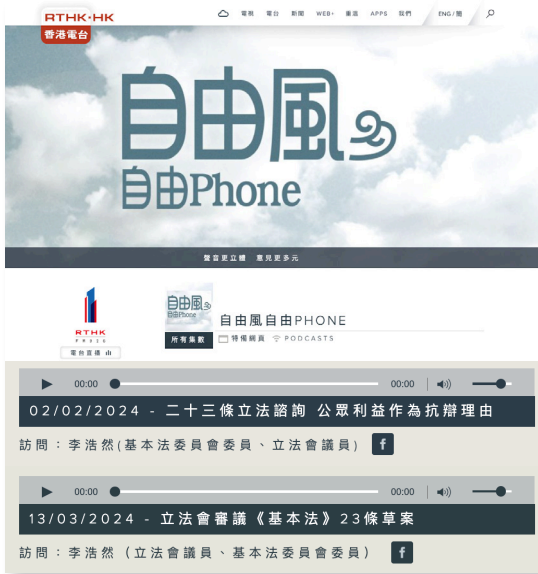 RTHK·HK
香港電台
電視 電台 新聞 WEB+ 重溫 APPS 我們 ENG/簡
自由風
自由Phone
聲音更立體 意見更多元
RTHK
電台直播
自由風
自由Phone
所有集數
自由風自由PHONE
特備網頁 PODCASTS
00:00 00:00
02/02/2024 - 二十三條立法諮詢 公眾利益作為抗辯理由
訪問：李浩然(基本法委員會委員、立法會議員)
00:00 00:00
13/03/2024 - 立法會審議《基本法》23條草案
訪問：李浩然（立法會議員、基本法委員會委員）